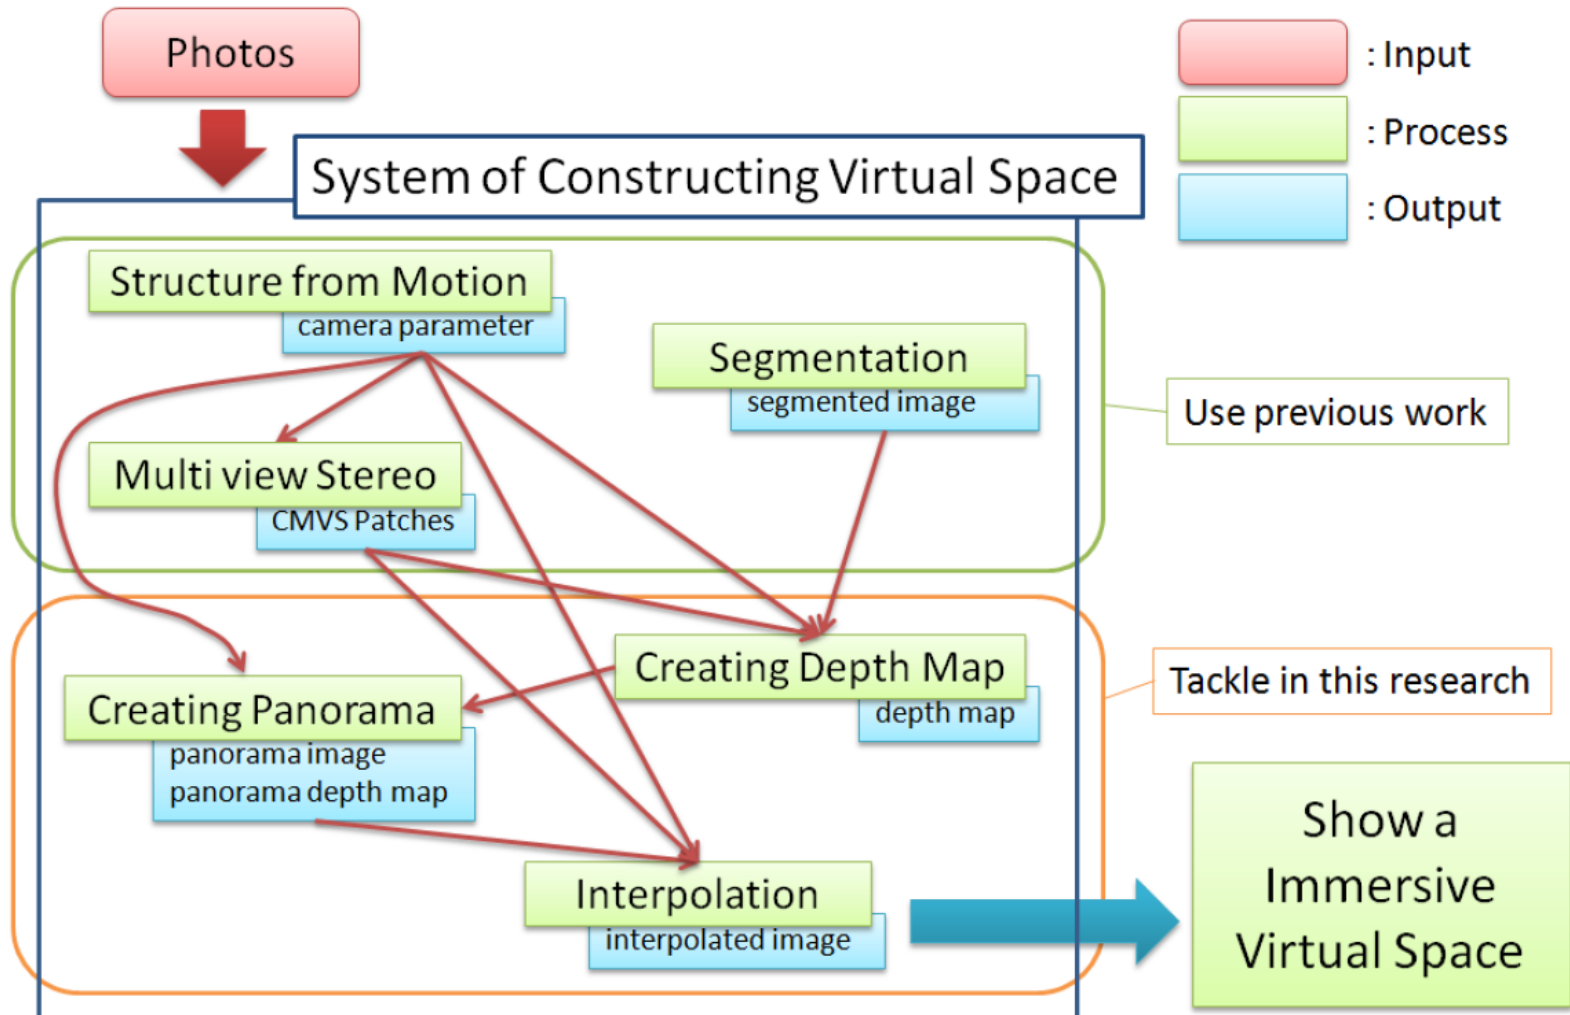 Photos
: Input
: Process
: Output
System of Constructing Virtual Space
Structure from Motion
camera parameter
Segmentation
segmented image
Use previous work
Multi view Stereo
CMVS Patches
Creating Depth Map
depth map
Tackle in this research
Creating Panorama
panorama image
panorama depth map
Interpolation
interpolated image
Show a
Immersive
Virtual Space